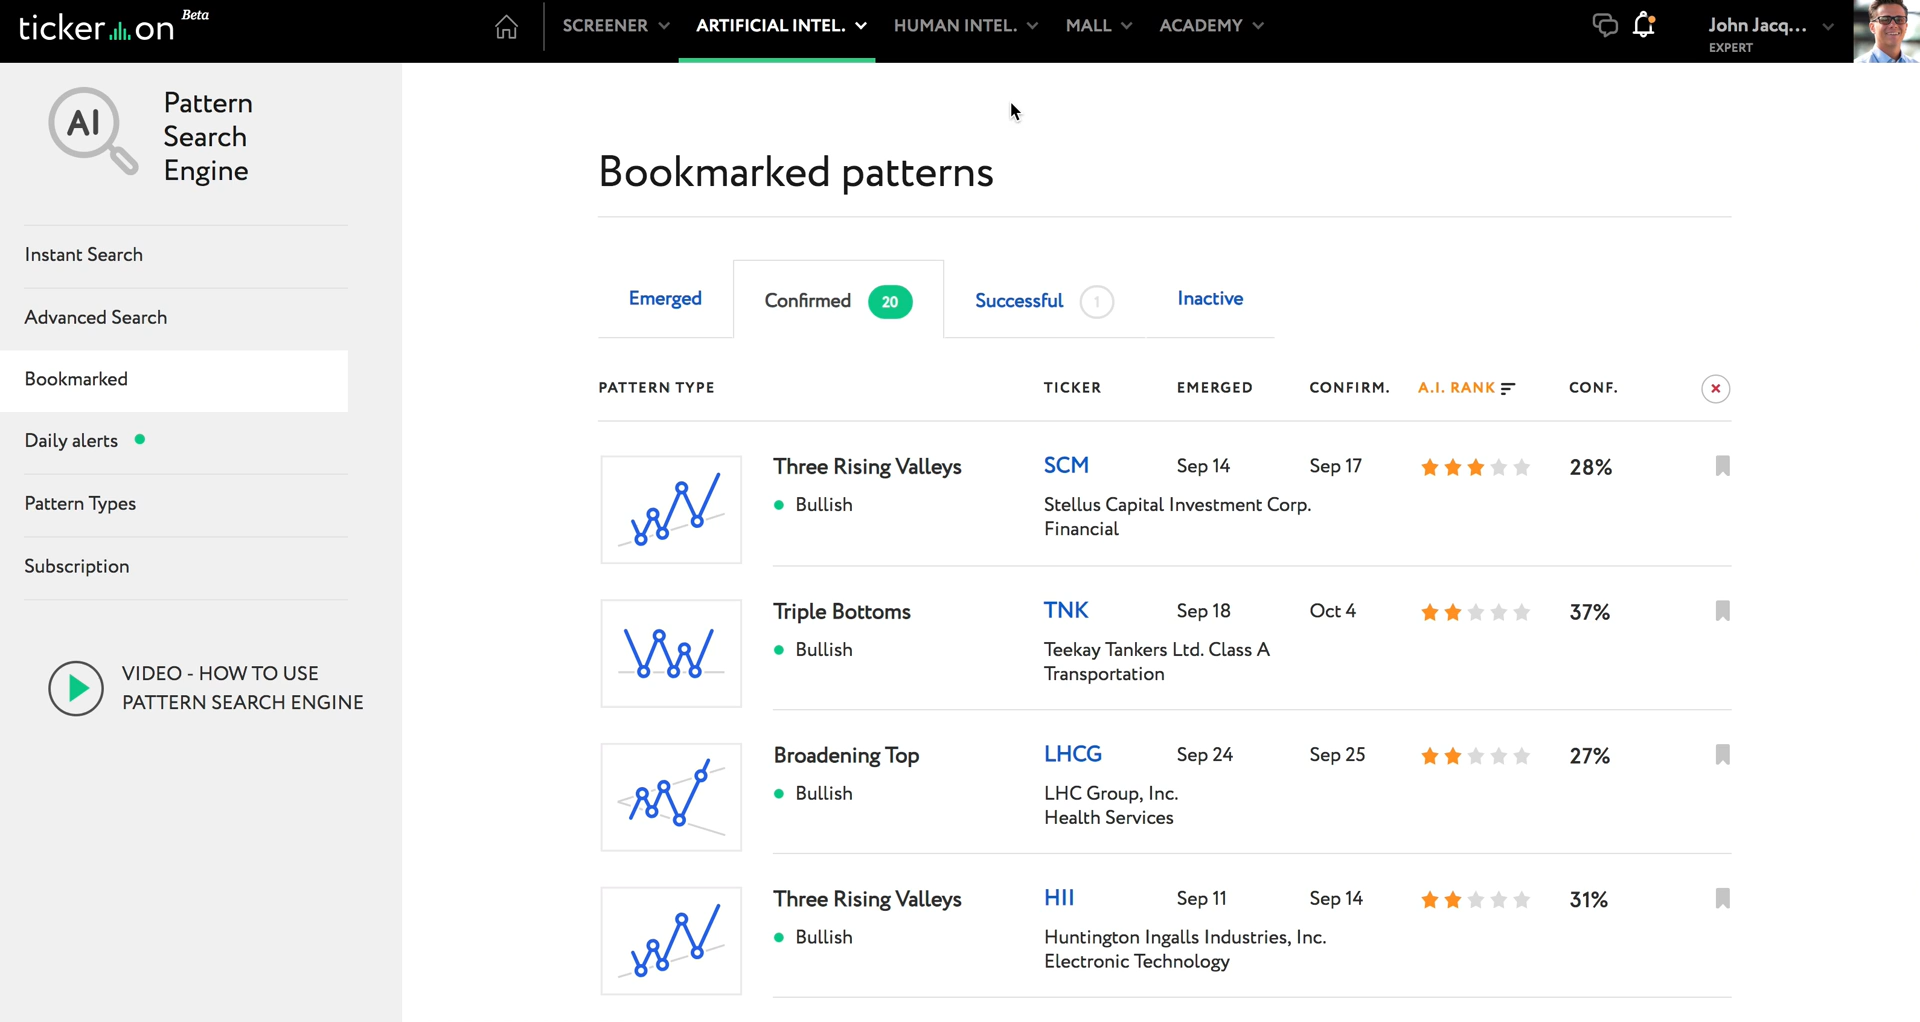 ticker on Beta
SCREENER
ARTIFICIAL INTEL.
HUMAN INTEL.
MALL
ACADEMY
John Jacq...
EXPERT
AI
Pattern
Search
Engine
Instant Search
Advanced Search
Bookmarked
Daily alerts
Pattern Types
Subscription
VIDEO - HOW TO USE
PATTERN SEARCH ENGINE
Bookmarked patterns
Emerged
Confirmed 20
Successful 1
Inactive
PATTERN TYPE TICKER EMERGED CONFIRM. A.I. RANK CONF.
Three Rising Valleys SCM Sep 14 Sep 17 28%
Bullish Stellus Capital Investment Corp.
Financial
Triple Bottoms TNK Sep 18 Oct 4 37%
Bullish Teekay Tankers Ltd. Class A
Transportation
Broadening Top LHCG Sep 24 Sep 25 27%
Bullish LHC Group, Inc.
Health Services
Three Rising Valleys HII Sep 11 Sep 14 31%
Bullish Huntington Ingalls Industries, Inc.
Electronic Technology